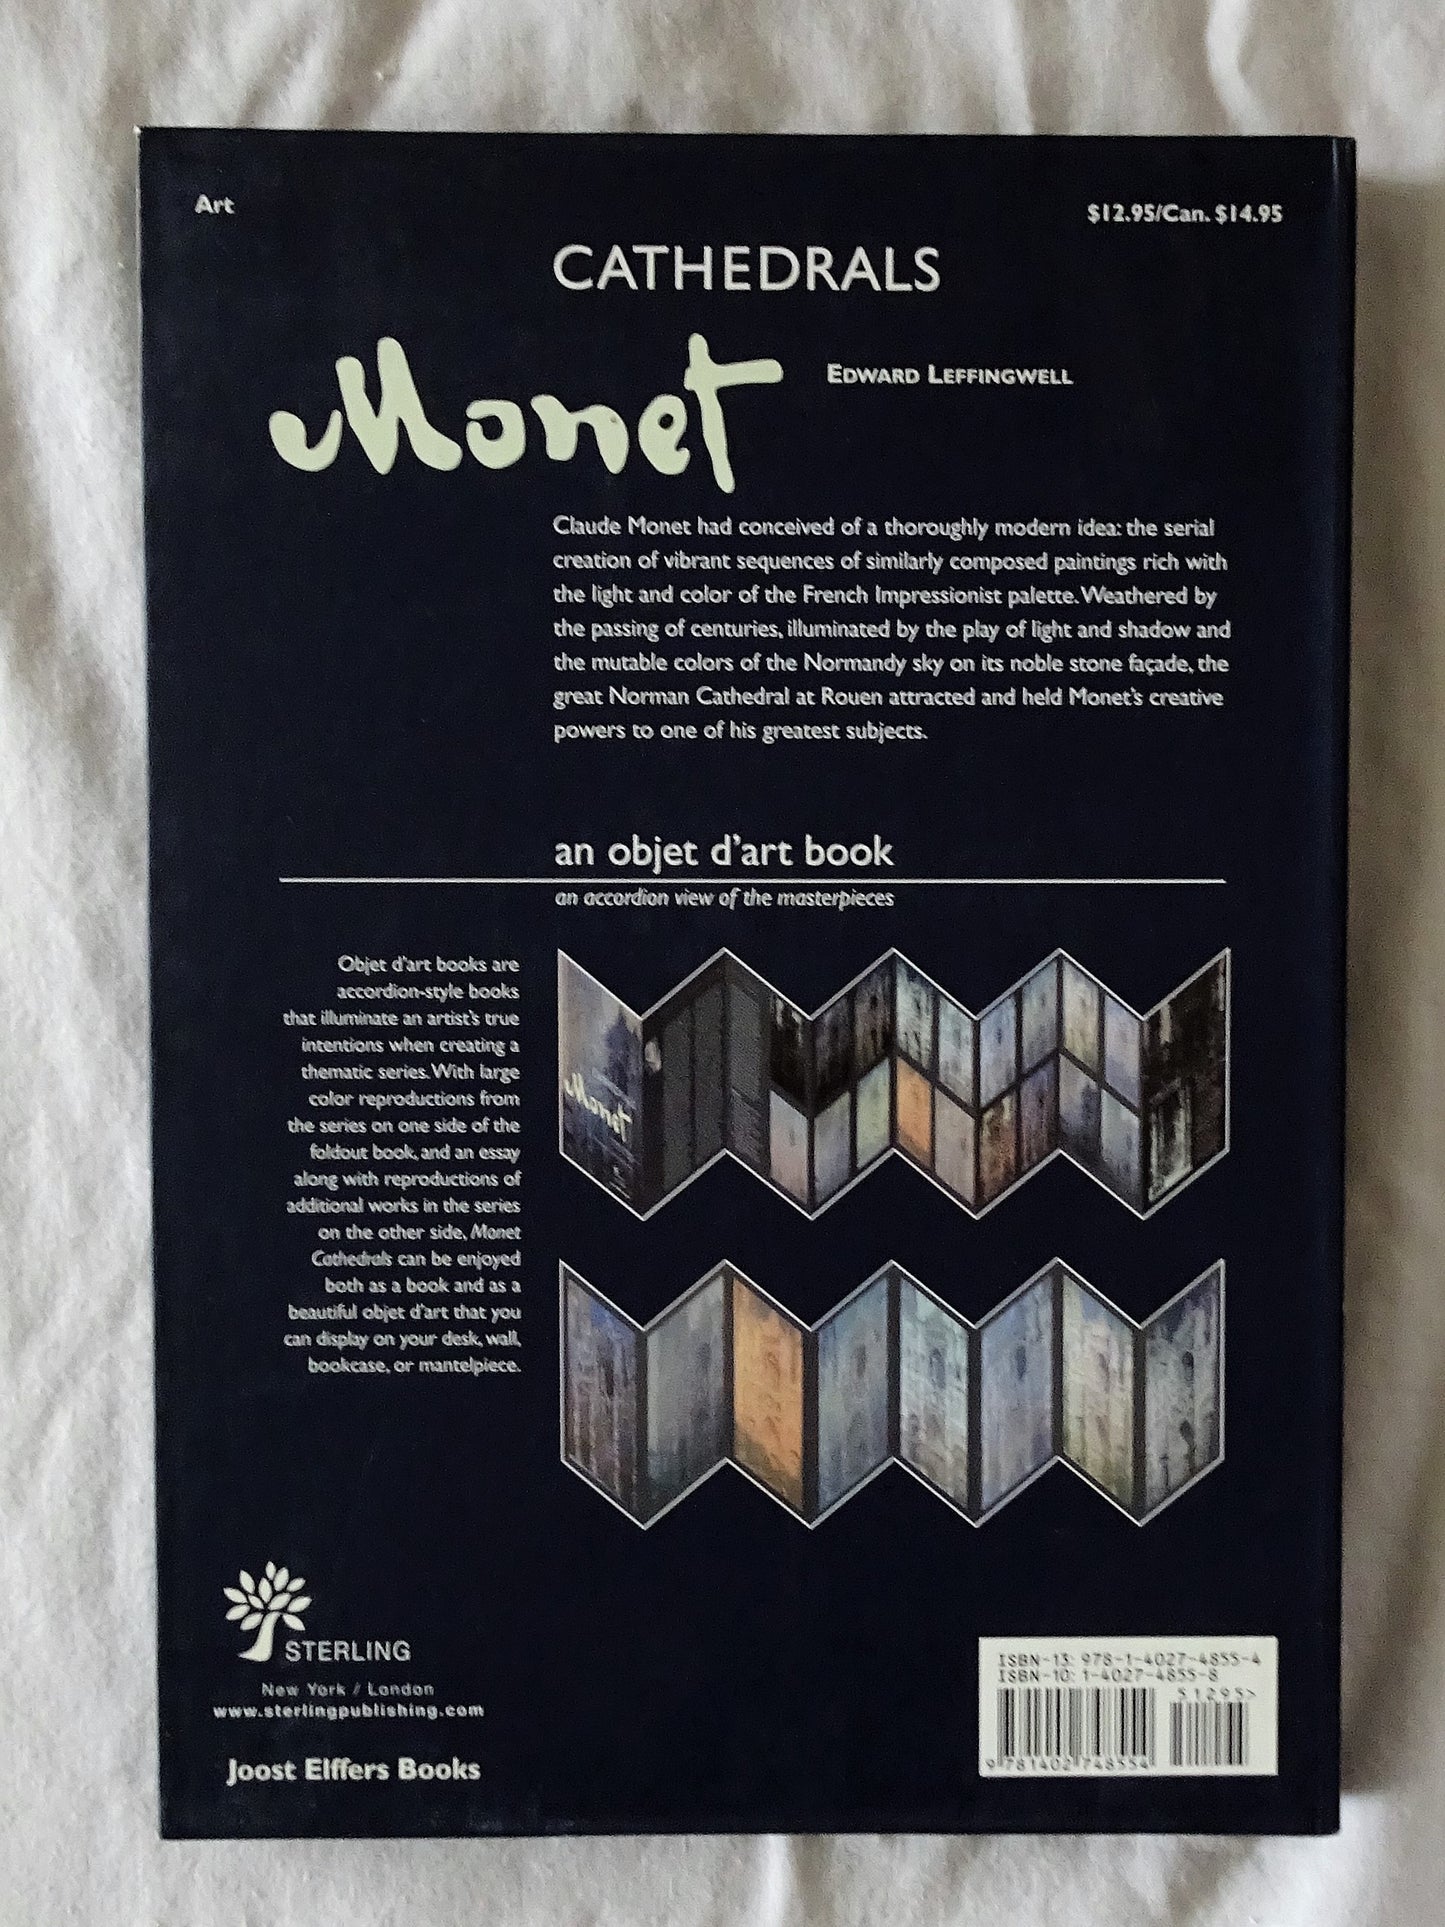 Art
$12.95/Can. $14.95
CATHEDRALS
Monet
EDWARD LEFFINGWELL
Claude Monet had conceived of a thoroughly modern idea: the serial
creation of vibrant sequences of similarly composed paintings rich with
the light and color of the French Impressionist palette. Weathered by
the passing of centuries, illuminated by the play of light and shadow and
the mutable colors of the Normandy sky on its noble stone façade, the
great Norman Cathedral at Rouen attracted and held Monet's creative
powers to one of his greatest subjects.
an objet d'art book
an accordion view of the masterpieces
Objet d'art books are
accordion-style books
that illuminate an artist's true
intentions when creating a
thematic series. With large
color reproductions from
the series on one side of the
foldout book, and an essay
along with reproductions of
additional works in the series
on the other side, Monet
Cathedrals can be enjoyed
both as a book and as a
beautiful objet d'art that you
can display on your desk, wall,
bookcase, or mantelpiece.
Monet
STERLING
New York / London
www.sterlingpublishing.com
Joost Elffers Books
ISBN-13: 978-1-4027-4855-4
ISBN-10: 1-4027-4855-8
51295>
9 781402 748554